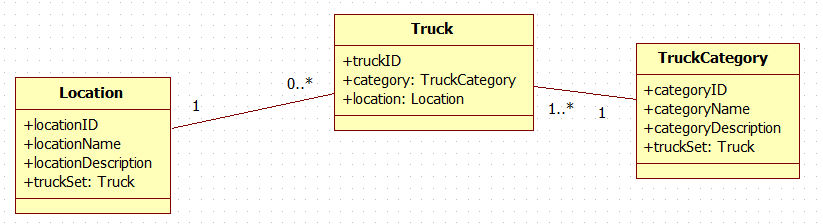 Location
+locationID
+locationName
+locationDescription
+truckSet: Truck
1
0..*
Truck
+truckID
+category: TruckCategory
+location: Location
1..*
1
TruckCategory
+categoryID
+categoryName
+categoryDescription
+truckSet: Truck